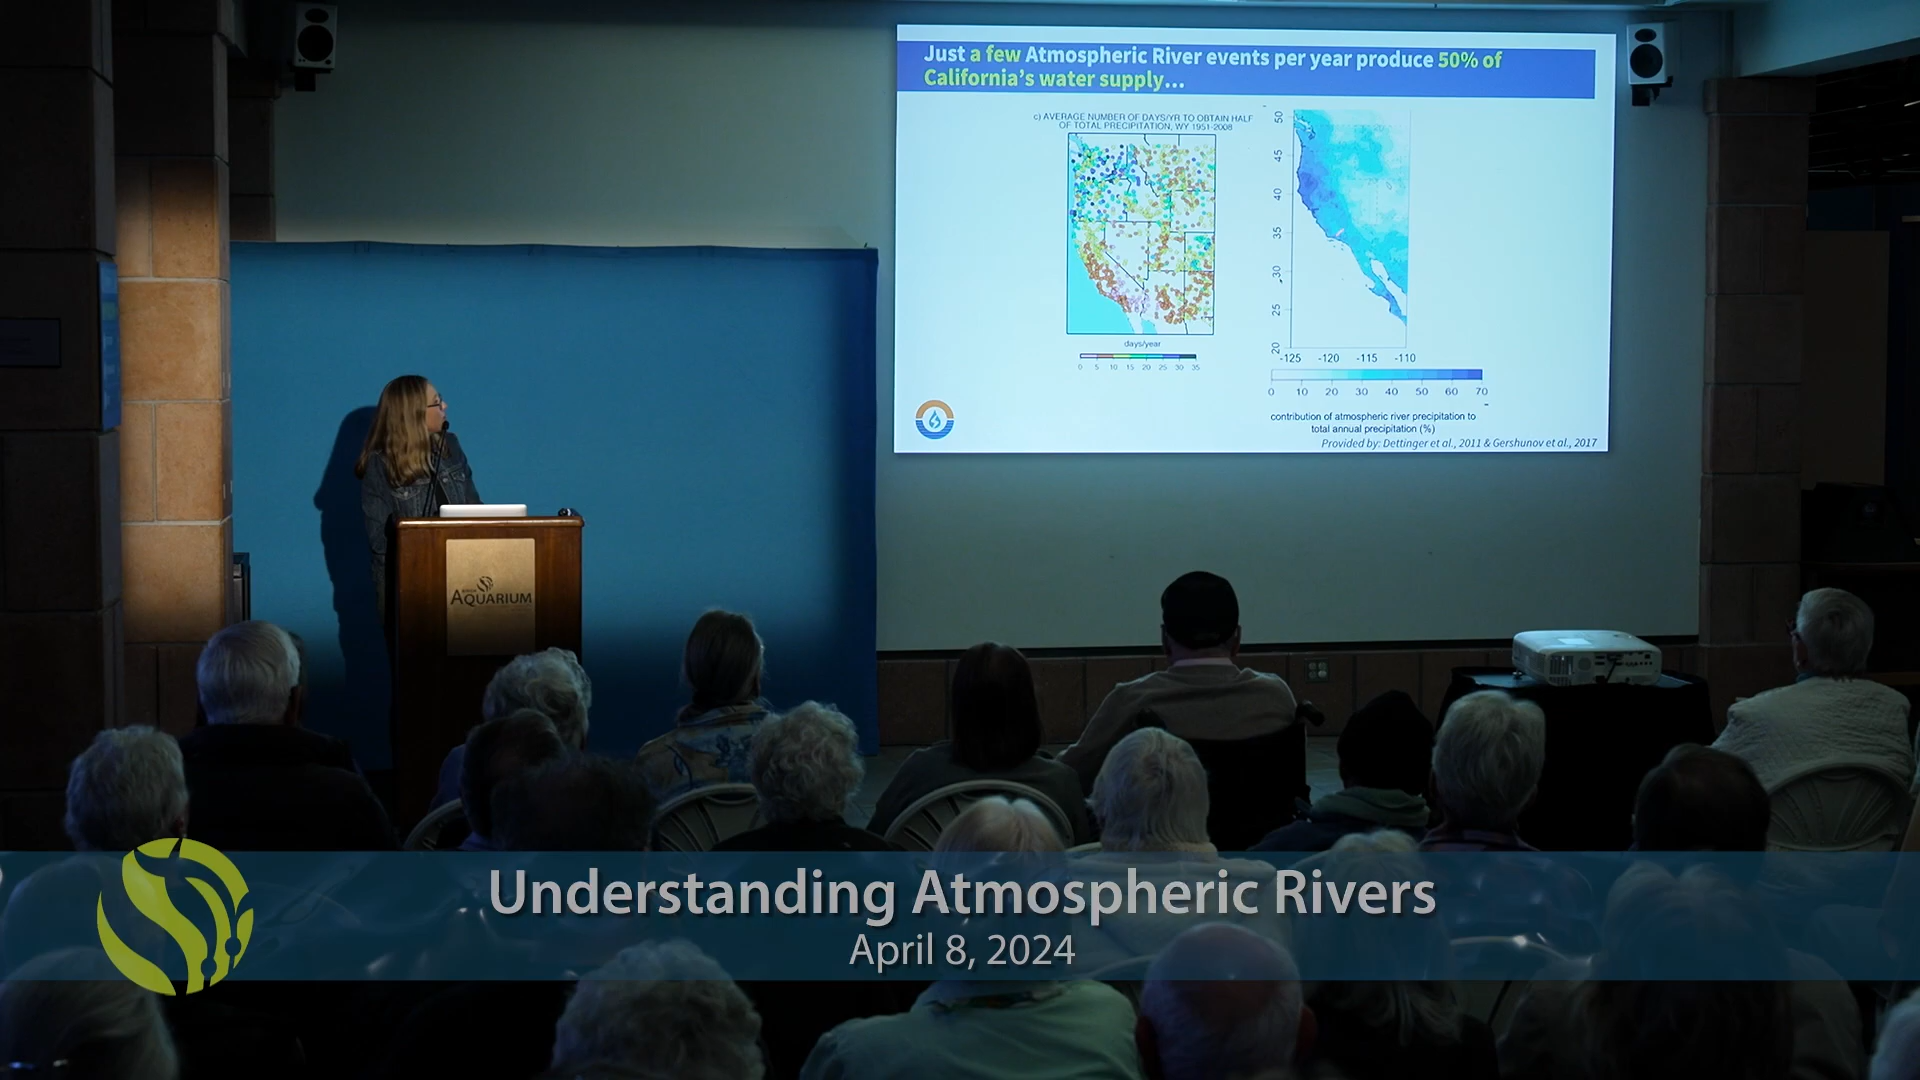 Just a few Atmospheric River events per year produce 50% of
California's water supply...
c) AVERAGE NUMBER OF DAYS/YR TO OBTAIN HALF
OF TOTAL PRECIPITATION, WY 1951-2008
days/year
0 5 10 15 20 25 30 35
50
45
40
35
30
25
20
-125 -120 -115 -110
0 10 20 30 40 50 60 70
contribution of atmospheric river precipitation to
total annual precipitation (%)
Provided by: Dettinger et al., 2011 & Gershunov et al., 2017
AQUARIUM
Understanding Atmospheric Rivers
April 8, 2024